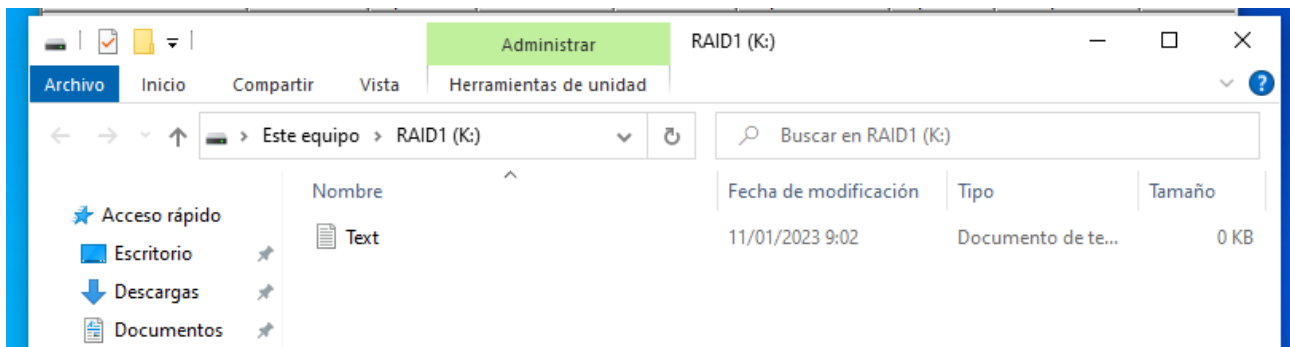 Administrar
RAID1 (K:)
Archivo Inicio Compartir Vista Herramientas de unidad
Este equipo > RAID1 (K:) Buscar en RAID1 (K:)
Nombre Fecha de modificación Tipo Tamaño
Acceso rápido
Text 11/01/2023 9:02 Documento de te... 0 KB
Escritorio
Descargas
Documentos